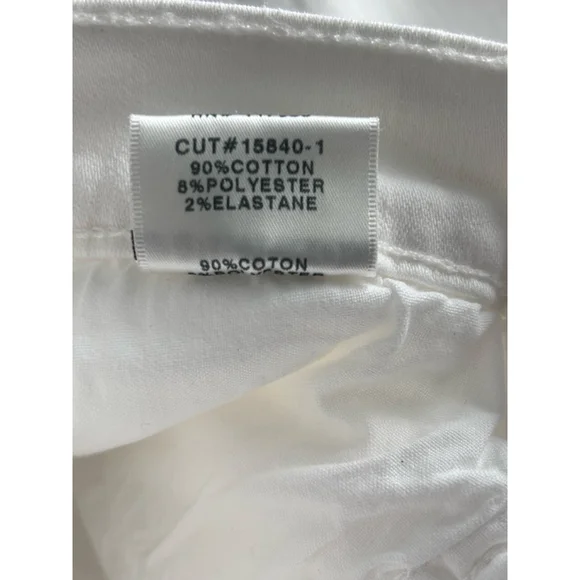 CUT#15840-1
90%COTTON
8%POLYESTER
2%ELASTANE
90%COTON